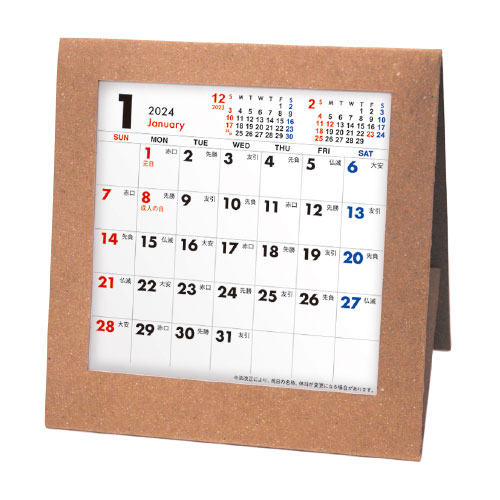 1 2024 January
12 2023
S M T W T F S
1 2
3 4 5 6 7 8 9
10 11 12 13 14 15 16
17 18 19 20 21 22 23
25 26 27 28 29 30
2
S M T W T F S
1 2 3
4 5 6 7 8 9 10
11 12 13 14 15 16 17
18 19 20 21 22 23 24
25 26 27 28 29
SUN MON TUE WED THU FRI SAT
1 赤口 2 先勝 3 友引 4 先負 5 仏滅 6 大安
元日
7 赤口 8 先勝 9 友引 10 先負 11 赤口 12 先勝 13 友引
成人の日
14 先負 15 仏滅 16 大安 17 赤口 18 先勝 19 友引 20 先負
21 仏滅 22 大安 23 赤口 24 先勝 25 友引 26 先負 27 仏滅
28 大安 29 赤口 30 先勝 31 友引
※法改正により、祝日の名称、休日が変更になる場合があります。